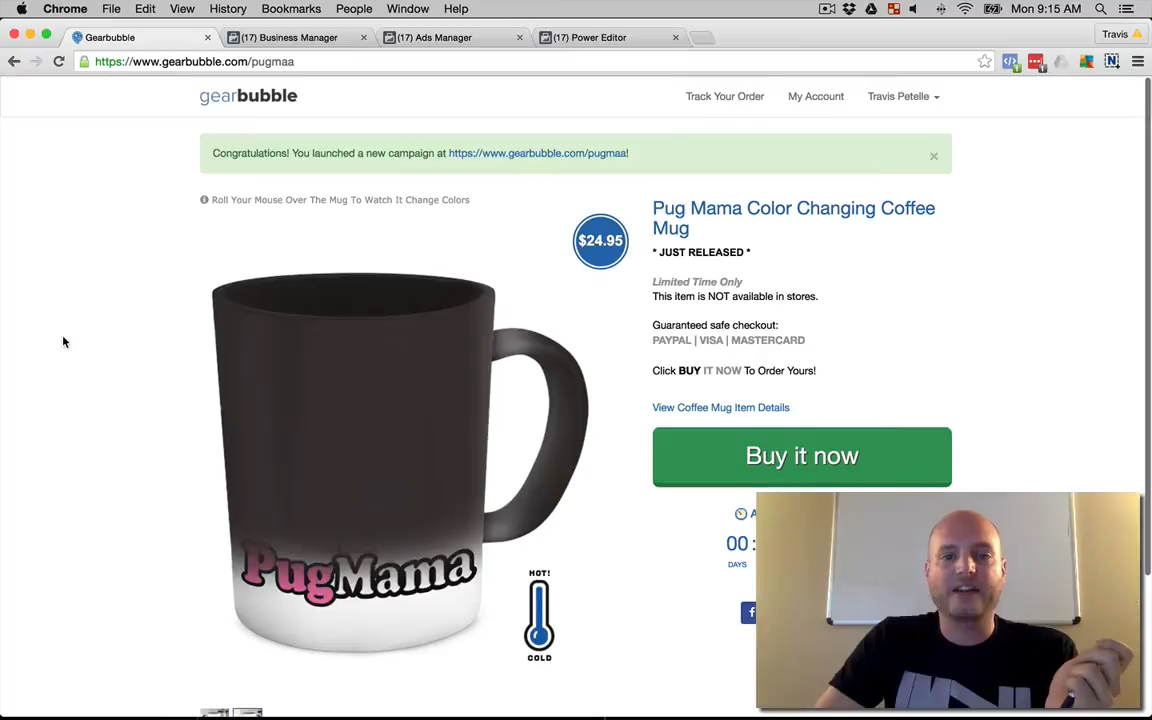 Chrome File Edit View History Bookmarks People Window Help Mon 9:15 AM
Gearbubble (17) Business Manager (17) Ads Manager (17) Power Editor Travis
https://www.gearbubble.com/pugmaa
gearbubble Track Your Order My Account Travis Petelle
Congratulations! You launched a new campaign at https://www.gearbubble.com/pugmaa!
Roll Your Mouse Over The Mug To Watch It Change Colors
$24.95
Pug Mama Color Changing Coffee
Mug
* JUST RELEASED *
Limited Time Only
This item is NOT available in stores.
Guaranteed safe checkout:
PAYPAL | VISA | MASTERCARD
Click BUY IT NOW To Order Yours!
View Coffee Mug Item Details
Buy it now
00:
DAYS
PugMama
HOT!
COLD